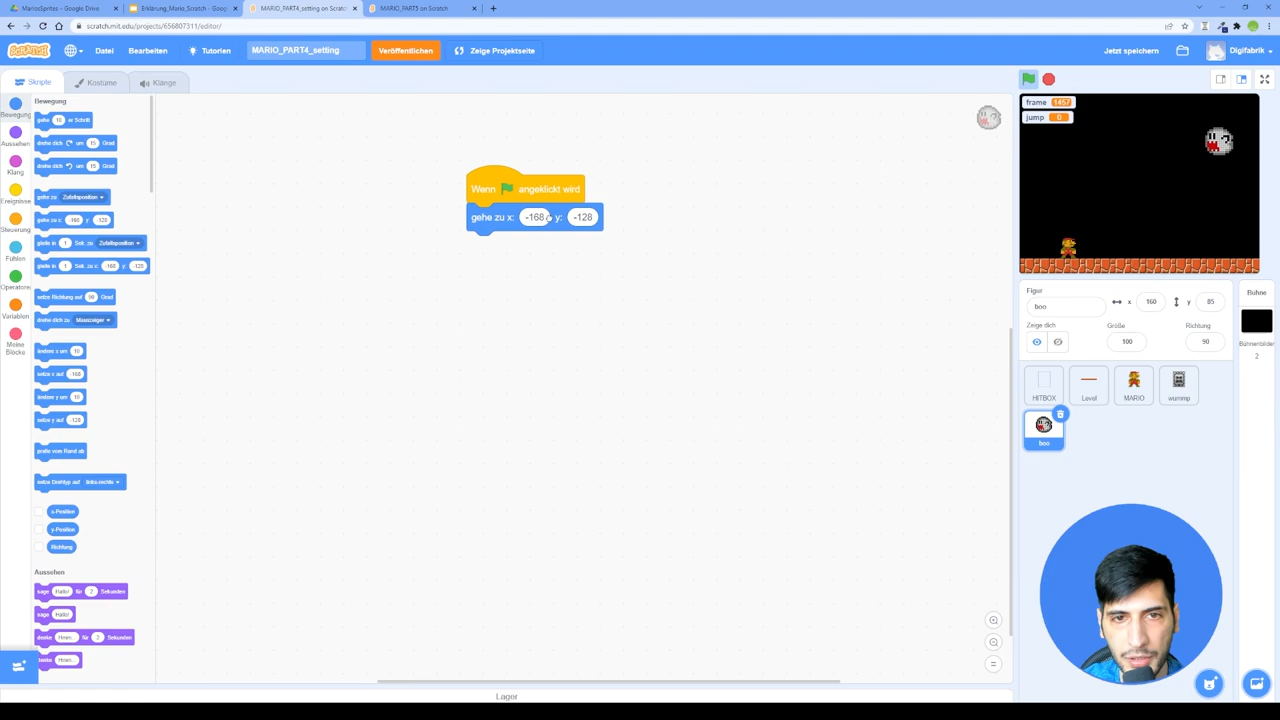 MariosSprites – Google Drive
Erklärung_Mario_Scratch - Goog
MARIO_PART4_setting on Scratc
MARIO_PART5 on Scratch
scratch.mit.edu/projects/656807311/editor/
SCRATCH
Datei
Bearbeiten
Tutorien
MARIO_PART4_setting
Veröffentlichen
Zeige Projektseite
Jetzt speichern
Digifabrik
Skripte
Kostüme
Klänge
Bewegung
Aussehen
Klang
Ereignisse
Steuerung
Fühlen
Operatore
Variablen
Meine
Blöcke
Bewegung
gehe 10 er Schritt
drehe dich um 15 Grad
drehe dich um 15 Grad
gehe zu Zufallsposition
gehe zu x: -168 y: -128
gleite in 1 Sek. zu Zufallsposition
gleite in 1 Sek. zu x: -168 y: -128
setze Richtung auf 90 Grad
drehe dich zu Mauszeiger
ändere x um 10
setze x auf -168
ändere y um 10
setze y auf -128
pralle vom Rand ab
setze Drehtyp auf links-rechts
x-Position
y-Position
Richtung
Aussehen
sage Hallo! für 2 Sekunden
sage Hallo!
denke Hmm... für 2 Sekunden
denke Hmm...
Wenn angeklickt wird
gehe zu x: -168 y: -128
Lager
frame 1457
jump 0
Figur
boo
x 160
y 85
Zeige dich
Größe
100
Richtung
90
HITBOX
Level
MARIO
wummp
boo
Bühne
Bühnenbilder
2